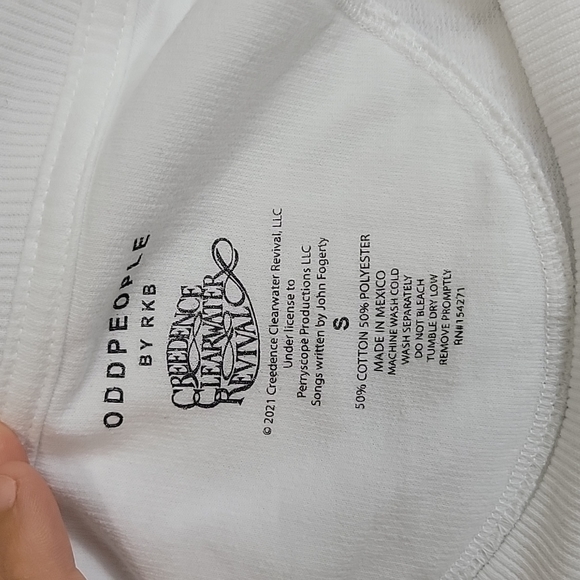 ODDPEOPLE
BY RKB
CREEDENCE
CLEARWATER
REVIVAL
© 2021 Creedence Clearwater Revival, LLC
Under license to
Perryscope Productions LLC
Songs written by John Fogerty
S
50% COTTON 50% POLYESTER
MADE IN MEXICO
MACHINE WASH COLD
WASH SEPARATELY
DO NOT BLEACH
TUMBLE DRY LOW
REMOVE PROMPTLY
RN#154271